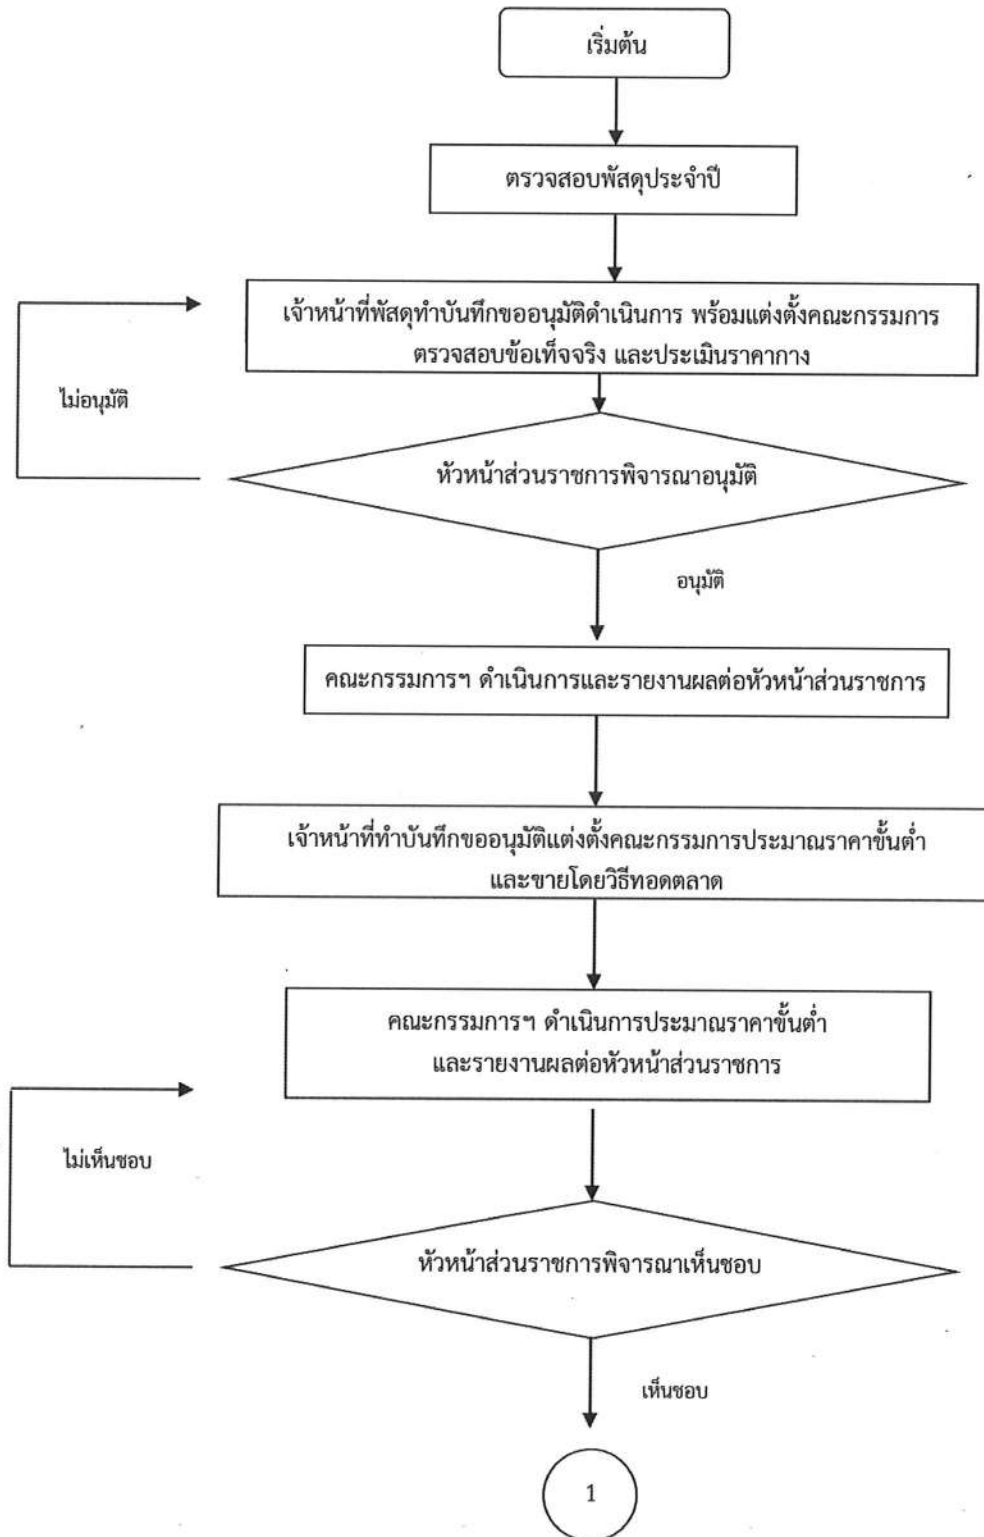 เริ่มต้น
ตรวจสอบพัสดุประจำปี
เจ้าหน้าที่พัสดุทำบันทึกขออนุมัติดำเนินการ พร้อมแต่งตั้งคณะกรรมการ
ตรวจสอบข้อเท็จจริง และประเมินราคากาง
ไม่อนุมัติ
หัวหน้าส่วนราชการพิจารณาอนุมัติ
อนุมัติ
คณะกรรมการฯ ดำเนินการและรายงานผลต่อหัวหน้าส่วนราชการ
เจ้าหน้าที่ทำบันทึกขออนุมัติแต่งตั้งคณะกรรมการประมาณราคาขั้นต่ำ
และขายโดยวิธีทอดตลาด
คณะกรรมการฯ ดำเนินการประมาณราคาขั้นต่ำ
และรายงานผลต่อหัวหน้าส่วนราชการ
ไม่เห็นชอบ
หัวหน้าส่วนราชการพิจารณาเห็นชอบ
เห็นชอบ
1